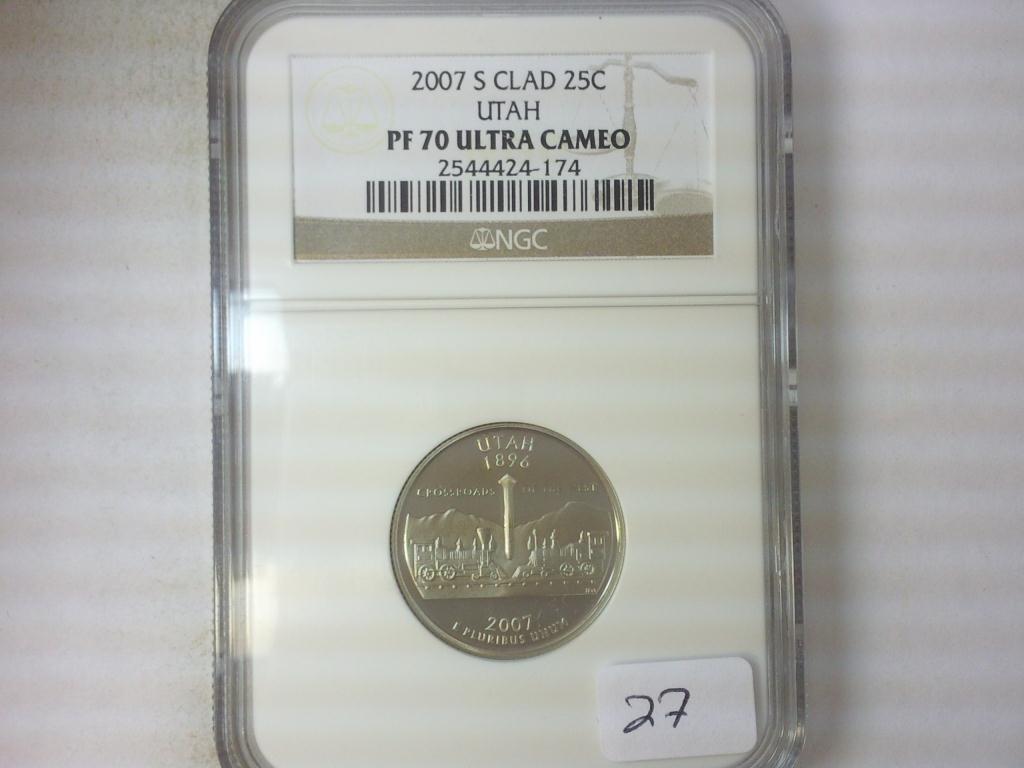 2007 S CLAD 25C
UTAH
PF 70 ULTRA CAMEO
2544424-174
NGC
UTAH
1896
CROSSROADS OF THE WEST
2007
E PLURIBUS UNUM
27